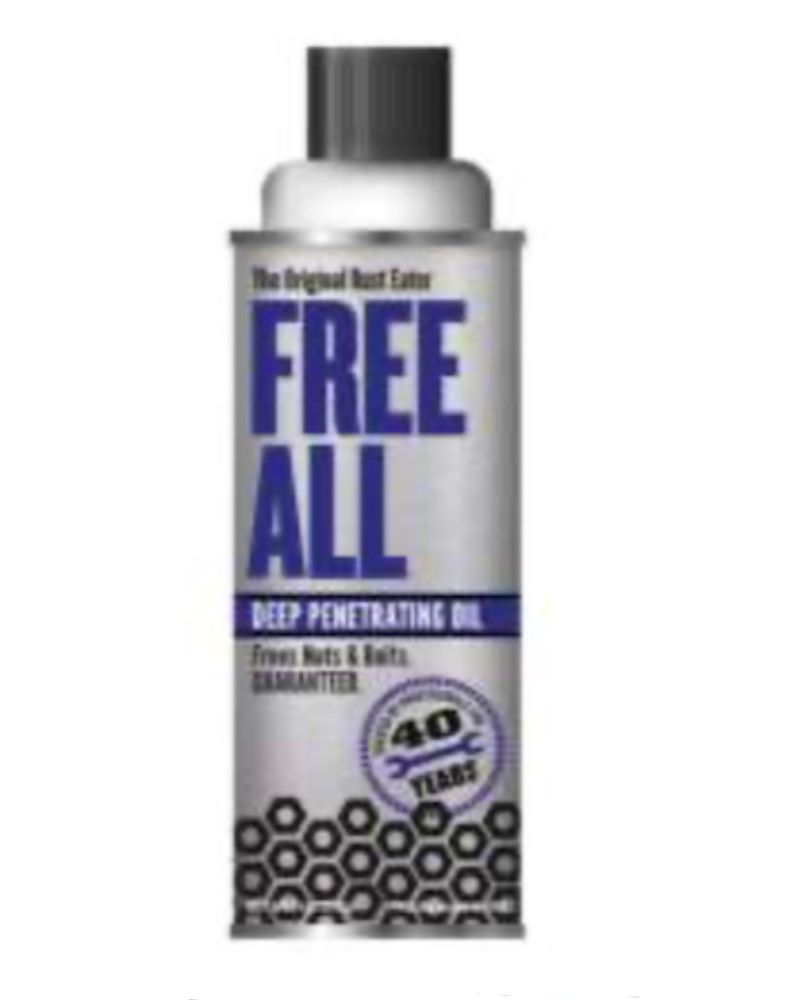 The Original Rust Eater
FREE
ALL
DEEP PENETRATING OIL
Frees Nuts & Bolts.
GUARANTEED.
40
YEARS